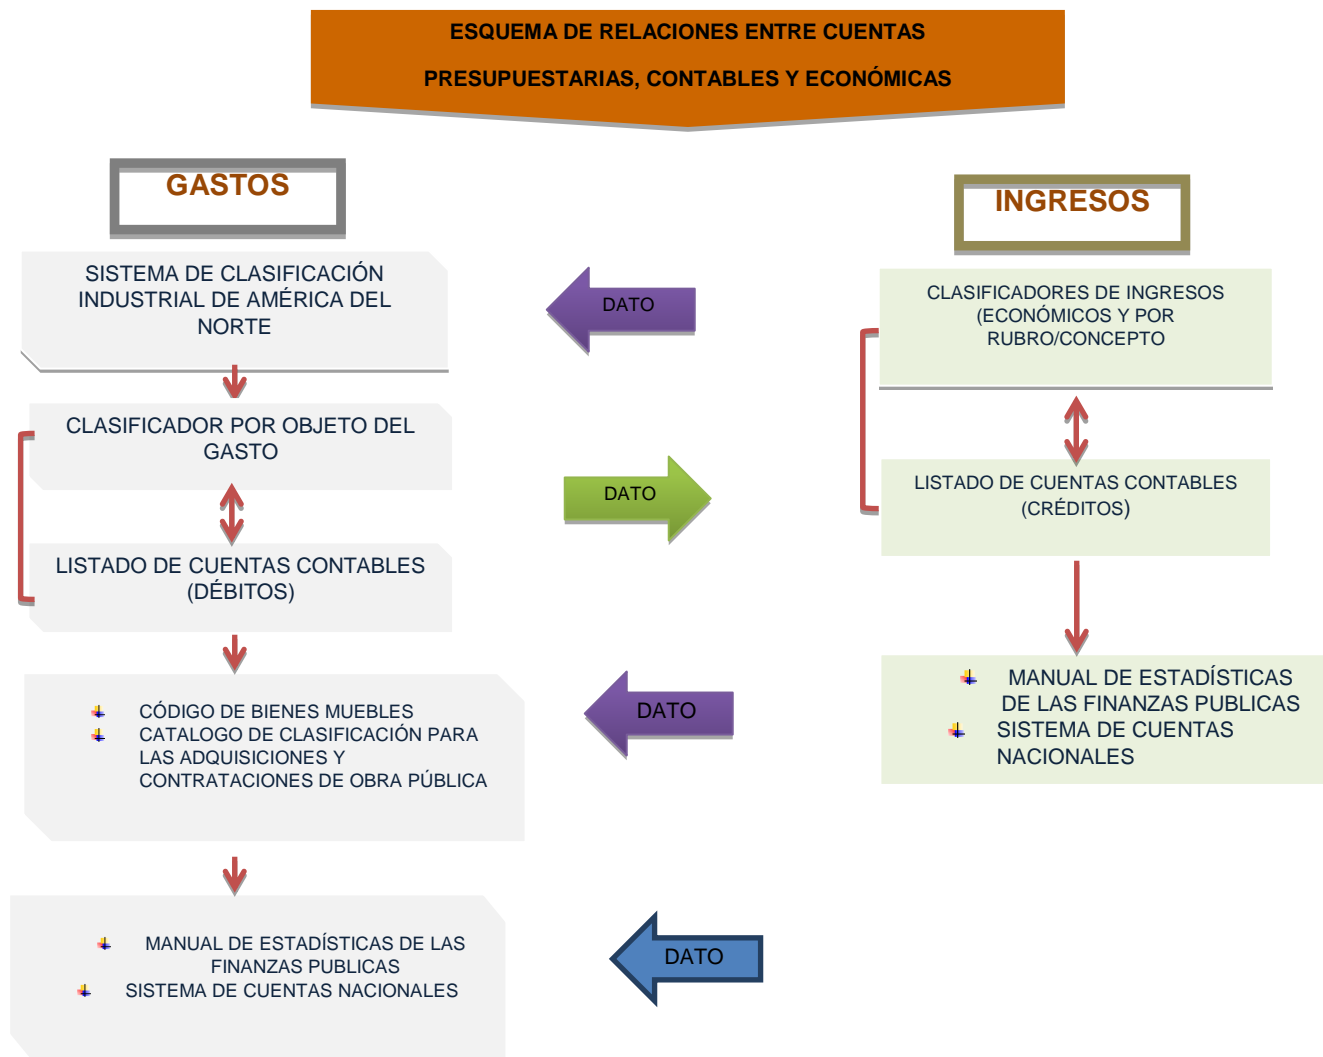 ESQUEMA DE RELACIONES ENTRE CUENTAS
PRESUPUESTARIAS, CONTABLES Y ECONÓMICAS
GASTOS
SISTEMA DE CLASIFICACIÓN
INDUSTRIAL DE AMÉRICA DEL
NORTE
CLASIFICADOR POR OBJETO DEL
GASTO
LISTADO DE CUENTAS CONTABLES
(DÉBITOS)
CÓDIGO DE BIENES MUEBLES
CATALOGO DE CLASIFICACIÓN PARA
LAS ADQUISICIONES Y
CONTRATACIONES DE OBRA PÚBLICA
MANUAL DE ESTADÍSTICAS DE LAS
FINANZAS PUBLICAS
SISTEMA DE CUENTAS NACIONALES
DATO
DATO
DATO
DATO
INGRESOS
CLASIFICADORES DE INGRESOS
(ECONÓMICOS Y POR
RUBRO/CONCEPTO
LISTADO DE CUENTAS CONTABLES
(CRÉDITOS)
MANUAL DE ESTADÍSTICAS
DE LAS FINANZAS PUBLICAS
SISTEMA DE CUENTAS
NACIONALES